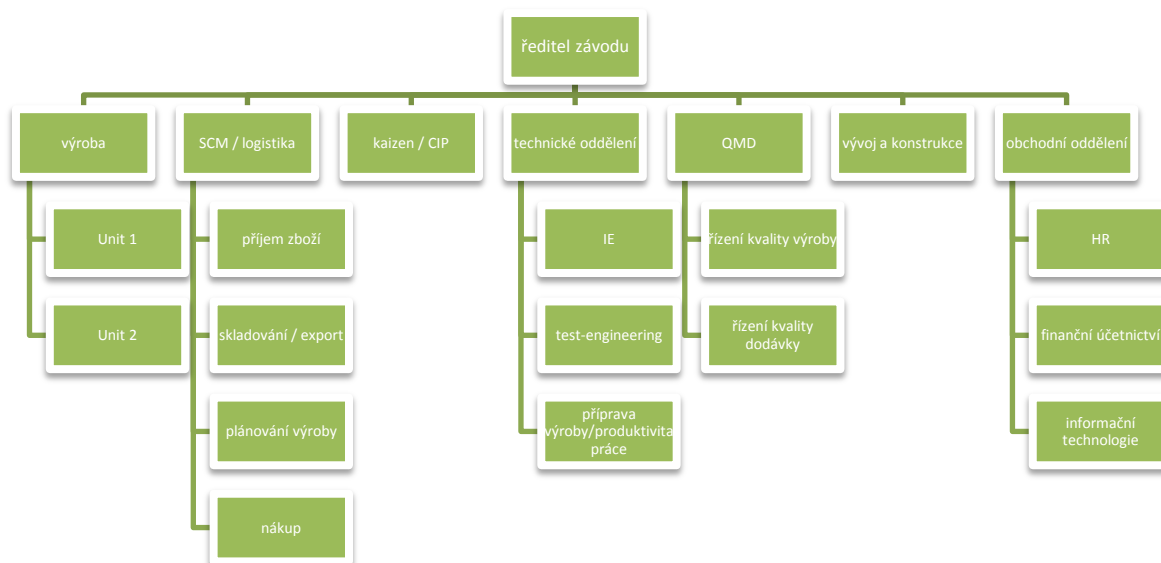 ředitel závodu
výroba
SCM / logistika
kaizen / CIP
technické oddělení
QMD
vývoj a konstrukce
obchodní oddělení
Unit 1
příjem zboží
IE
řízení kvality výroby
HR
Unit 2
skladování / export
test-engineering
řízení kvality
dodávky
finanční účetnictví
plánování výroby
příprava
výroby/produktivita
práce
informační
technologie
nákup